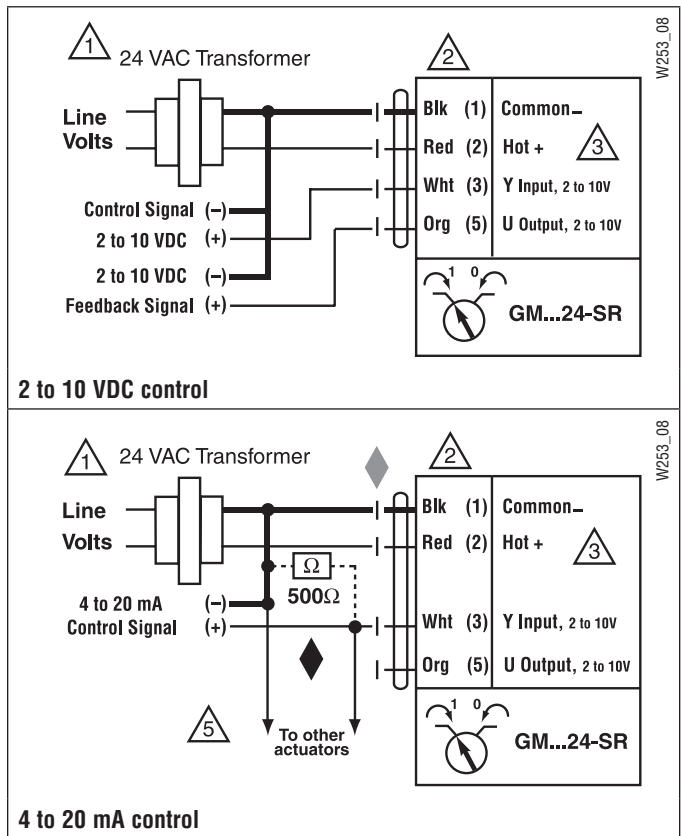 1
24 VAC Transformer
2
W253_08
Line
Volts
Blk (1) Common –
Red (2) Hot +
3
Wht (3) Y Input, 2 to 10V
Org (5) U Output, 2 to 10V
Control Signal (–)
2 to 10 VDC (+)
2 to 10 VDC (–)
Feedback Signal (+)
1 0
GM...24-SR
2 to 10 VDC control
1
24 VAC Transformer
2
W253_08
Line
Volts
Blk (1) Common –
Red (2) Hot +
3
Ω
500Ω
4 to 20 mA (–)
Control Signal (+)
Wht (3) Y Input, 2 to 10V
Org (5) U Output, 2 to 10V
5
To other
actuators
1 0
GM...24-SR
4 to 20 mA control